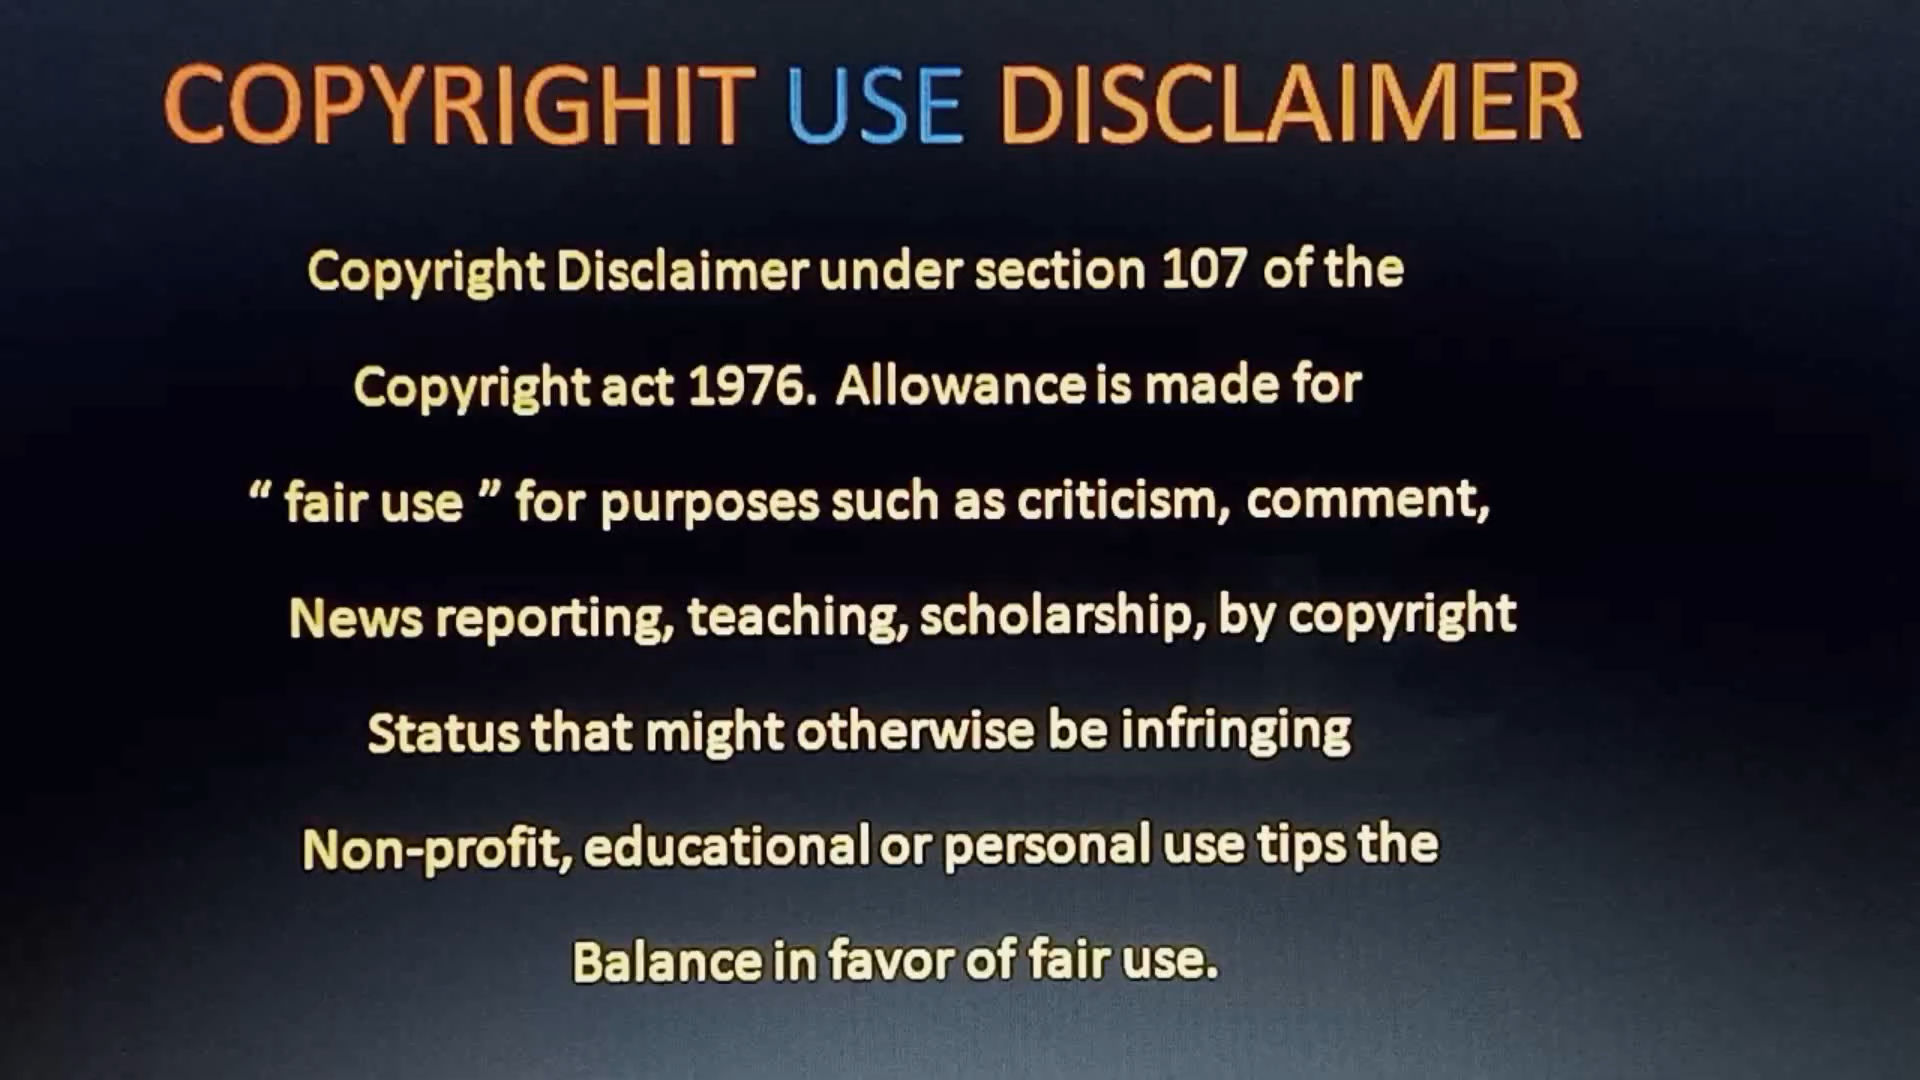 COPYRIGHIT USE DISCLAIMER
Copyright Disclaimer under section 107 of the
Copyright act 1976. Allowance is made for
“ fair use ” for purposes such as criticism, comment,
News reporting, teaching, scholarship, by copyright
Status that might otherwise be infringing
Non-profit, educational or personal use tips the
Balance in favor of fair use.